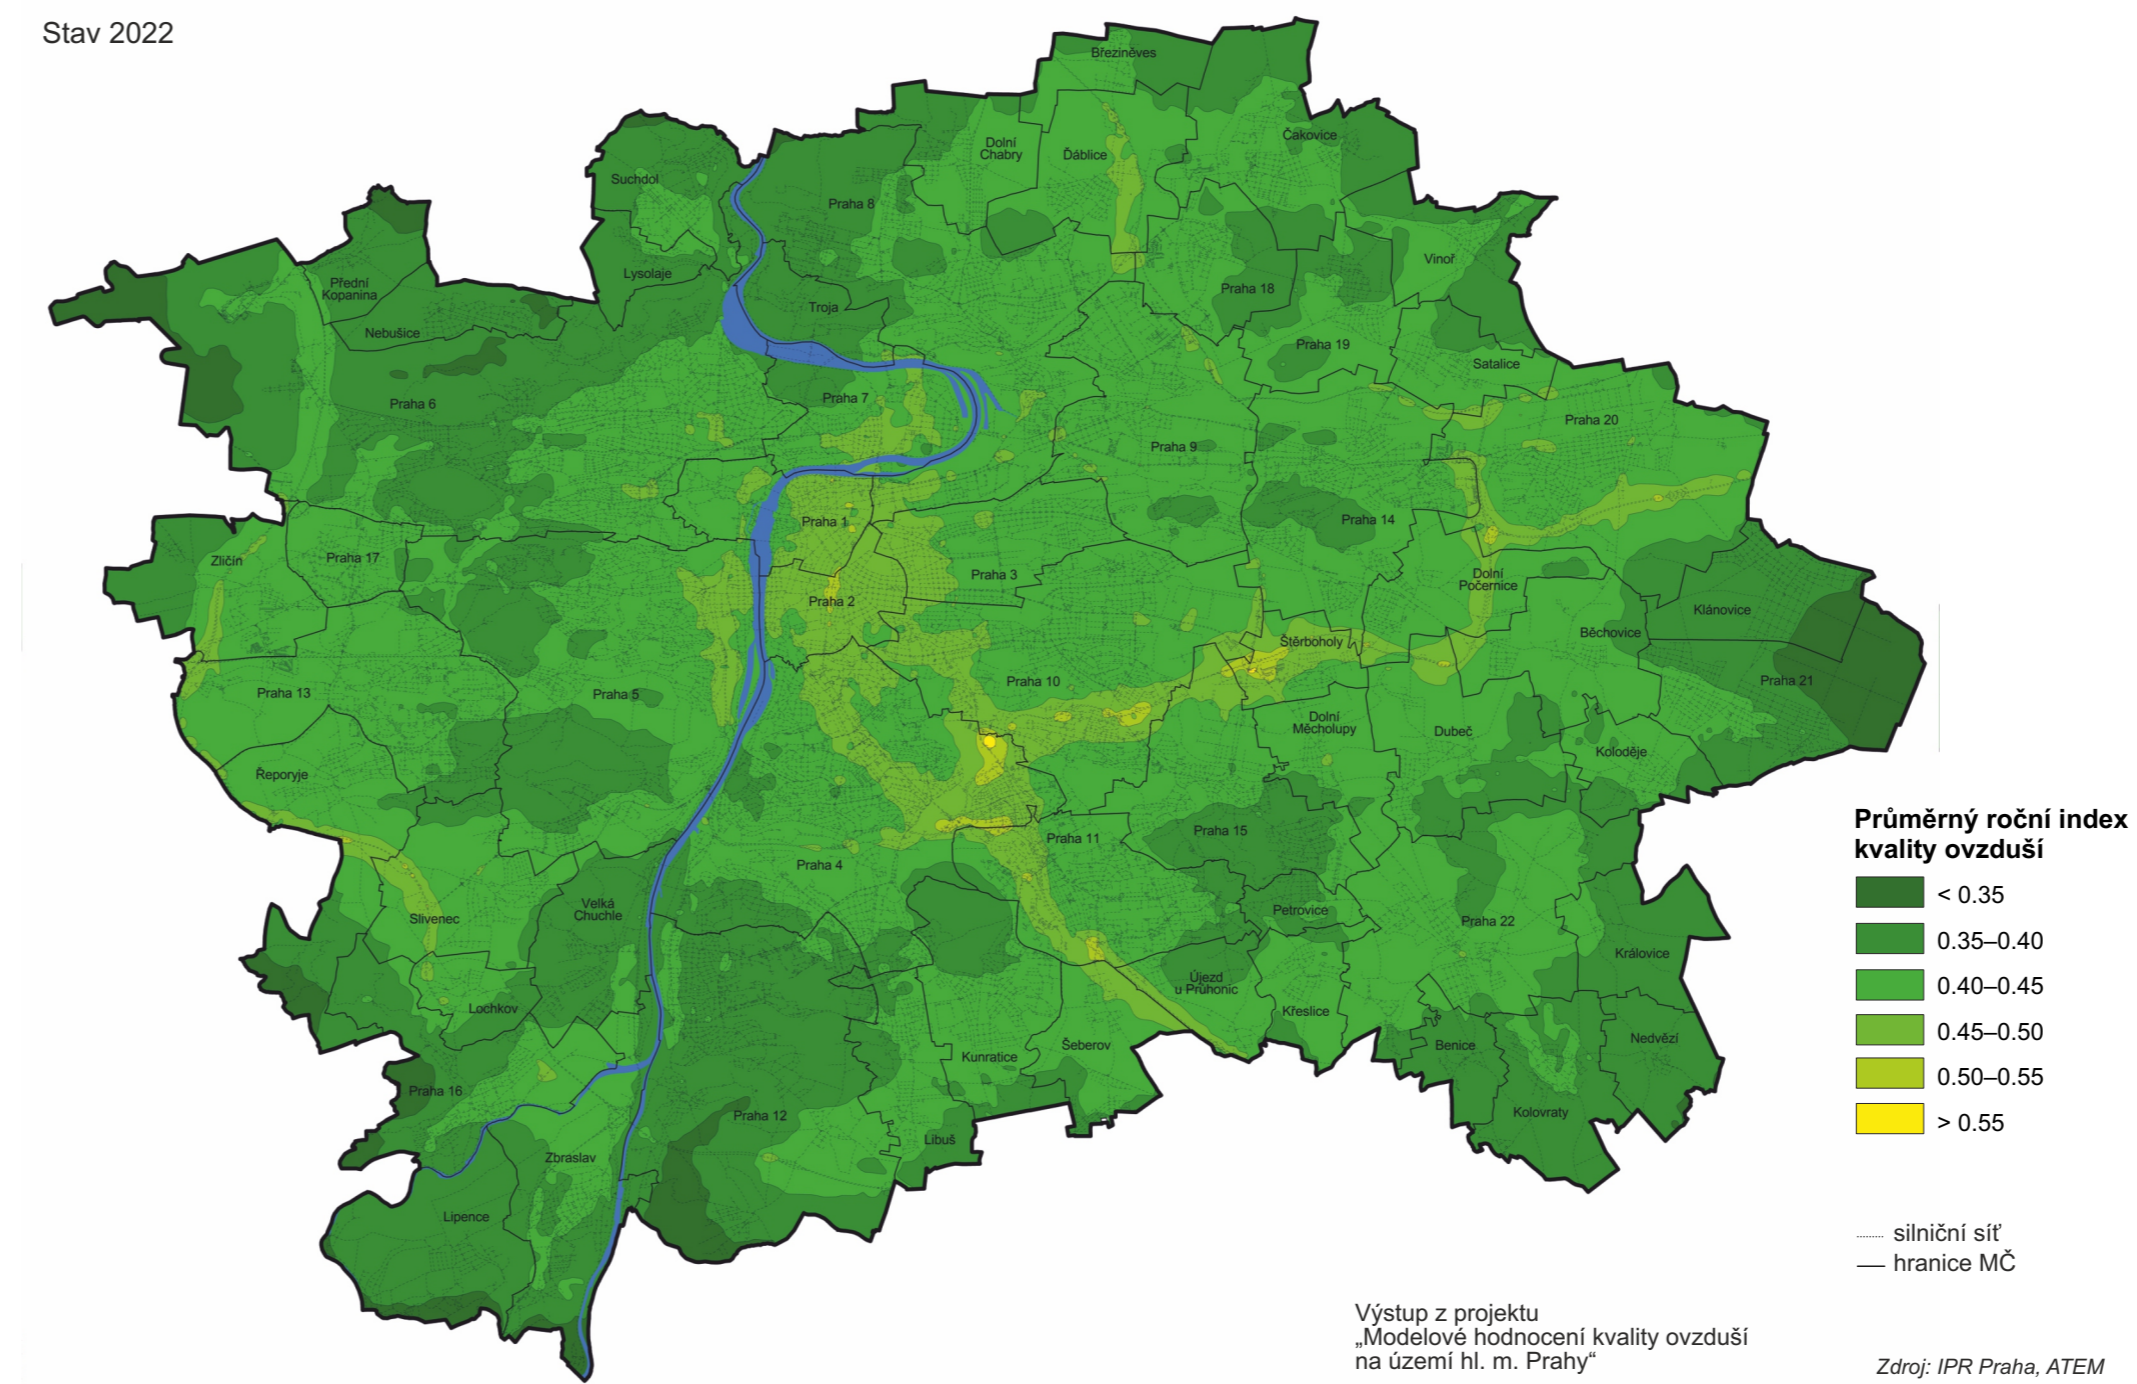 Stav 2022
Březiněves
Čakovice
Dolní
Chabry
Ďáblice
Suchdol
Praha 8
Vinoř
Lysolaje
Přední
Kopanina
Praha 18
Troja
Nebušice
Praha 19
Satalice
Praha 7
Praha 6
Praha 20
Praha 9
Praha 1
Praha 14
Zličín
Praha 17
Praha 3
Dolní
Počernice
Praha 2
Klánovice
Běchovice
Štěrboholy
Praha 10
Praha 21
Praha 13
Praha 5
Dolní
Měcholupy
Dubeč
Koloděje
Řeporyje
Praha 15
Praha 11
Praha 4
Velká
Chuchle
Petrovice
Slivenec
Praha 22
Královice
Újezd
u Průhonic
Lochkov
Křeslice
Nedvězí
Benice
Šeberov
Kunratice
Praha 16
Praha 12
Kolovraty
Libuš
Zbraslav
Lipence
Průměrný roční index
kvality ovzduší
< 0.35
0.35–0.40
0.40–0.45
0.45–0.50
0.50–0.55
> 0.55
silniční síť
hranice MČ
Výstup z projektu
„Modelové hodnocení kvality ovzduší
na území hl. m. Prahy“
Zdroj: IPR Praha, ATEM